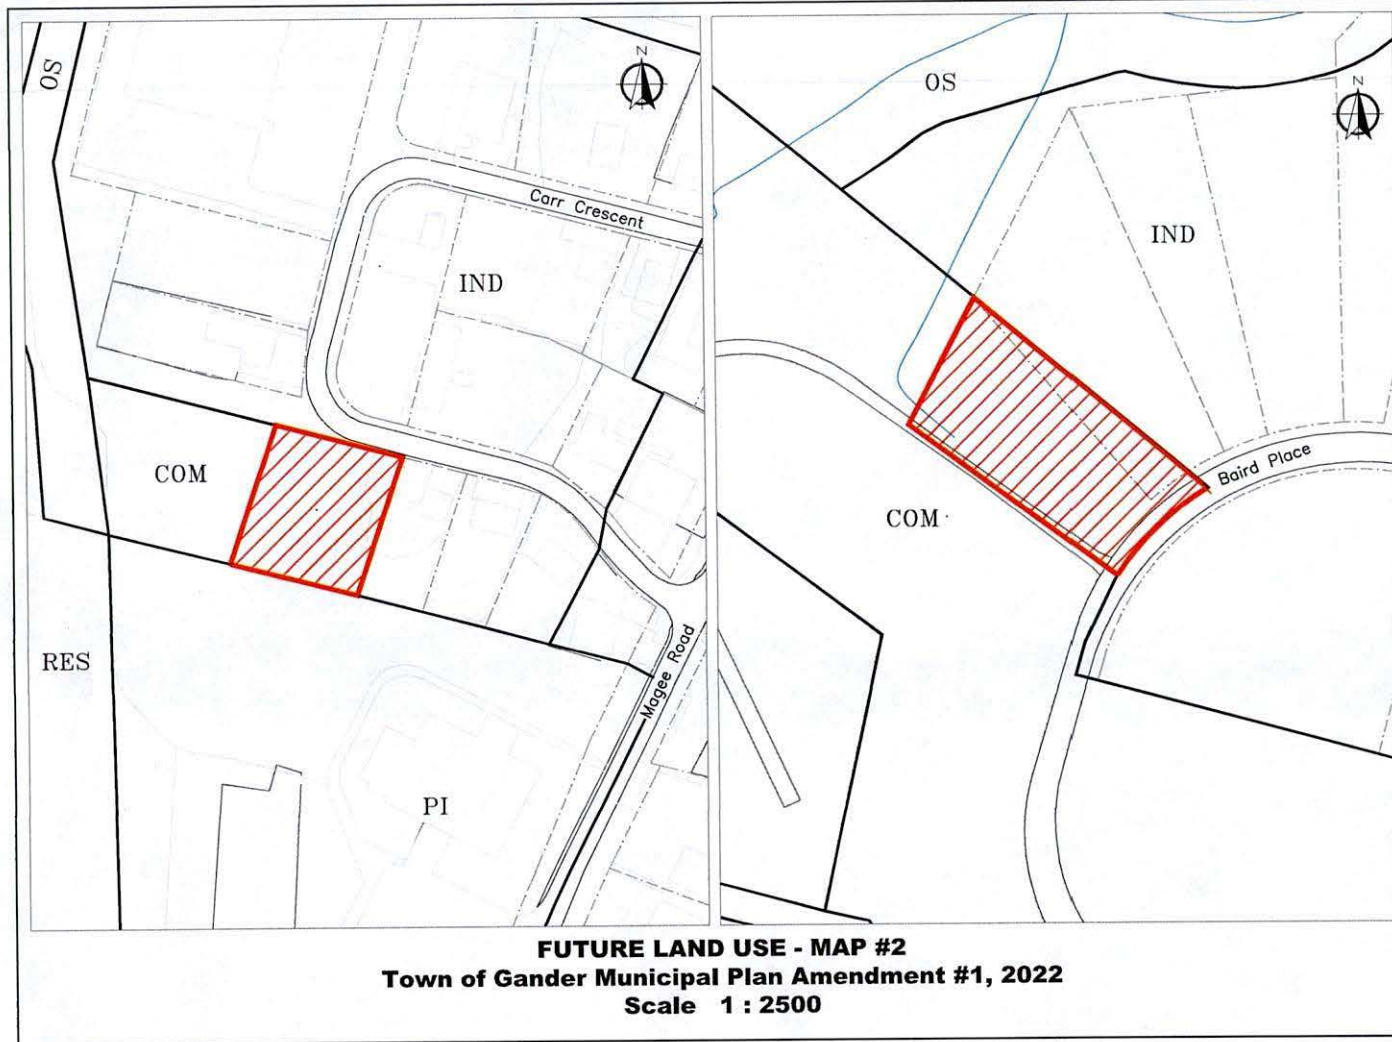 OS
N
Carr Crescent
IND
COM
RES
Magee Road
PI
OS
N
IND
Baird Place
COM
FUTURE LAND USE - MAP #2
Town of Gander Municipal Plan Amendment #1, 2022
Scale 1 : 2500